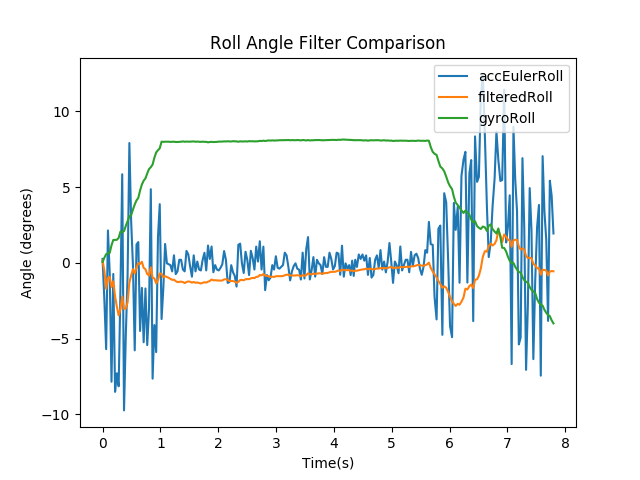 Roll Angle Filter Comparison
accEulerRoll
filteredRoll
gyroRoll
Angle (degrees)
10
5
0
−5
−10
0 1 2 3 4 5 6 7 8
Time(s)